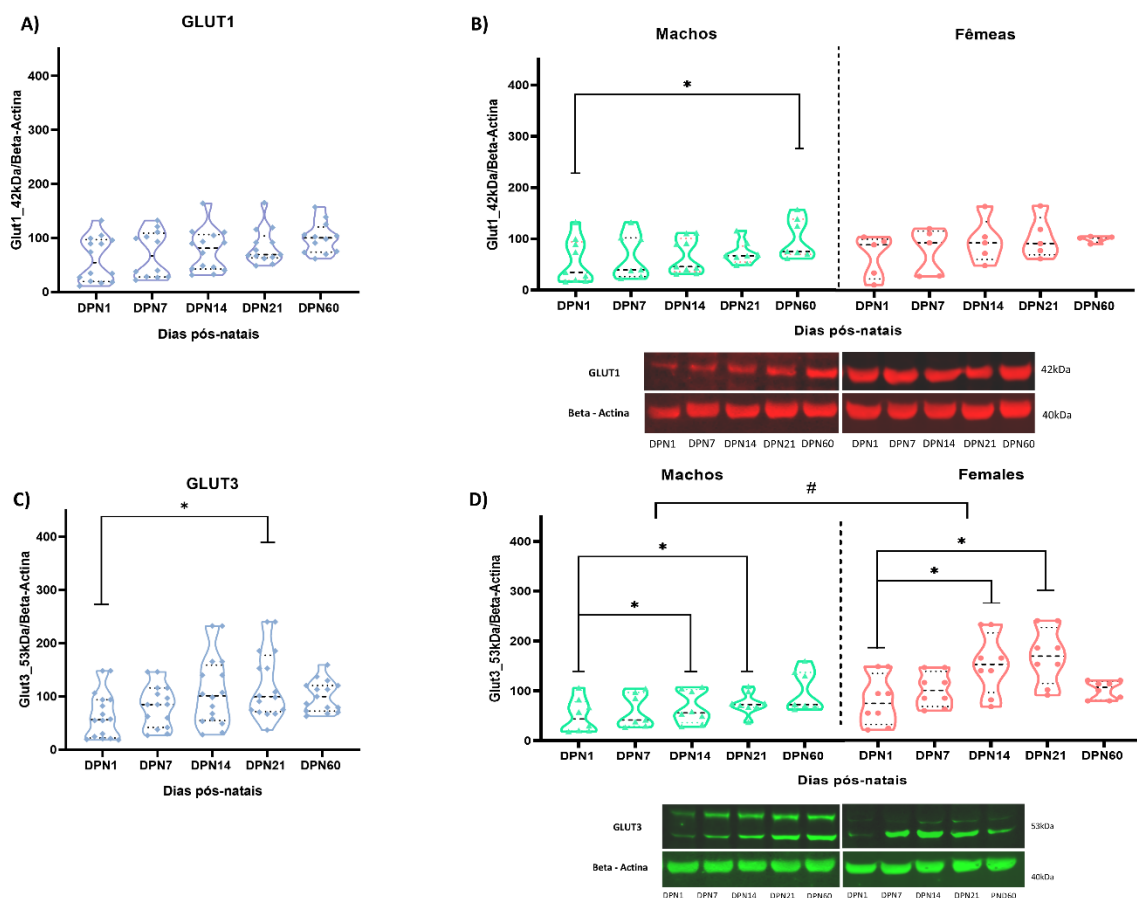 A)
GLUT1
Glut1_42kDa/Beta-Actina
400
300
200
100
0
DPN1 DPN7 DPN14 DPN21 DPN60
Dias pós-natais
B)
Machos Fêmeas
Glut1_42kDa/Beta-Actina
400
300
200
100
0
*
DPN1 DPN7 DPN14 DPN21 DPN60 DPN1 DPN7 DPN14 DPN21 DPN60
Dias pós-natais
GLUT1 42kDa
Beta - Actina 40kDa
DPN1 DPN7 DPN14 DPN21 DPN60 DPN1 DPN7 DPN14 DPN21 DPN60
C)
GLUT3
Glut3_53kDa/Beta-Actina
400
300
200
100
0
*
DPN1 DPN7 DPN14 DPN21 DPN60
Dias pós-natais
D)
Machos Females
#
Glut3_53kDa/Beta-Actina
400
300
200
100
0
* *
* *
DPN1 DPN7 DPN14 DPN21 DPN60 DPN1 DPN7 DPN14 DPN21 DPN60
Dias pós-natais
GLUT3 53kDa
Beta - Actina 40kDa
DPN1 DPN7 DPN14 DPN21 DPN60 DPN1 DPN7 DPN14 DPN21 PND60